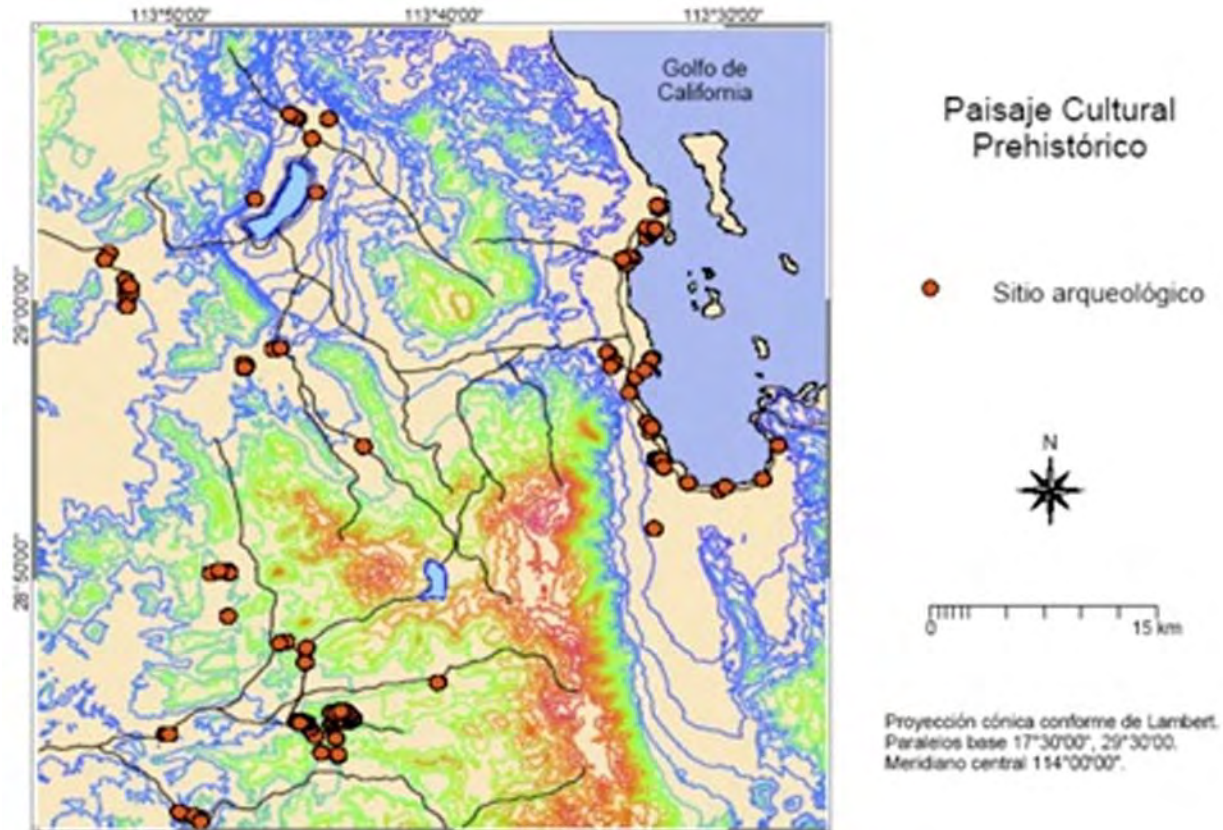 113°50'00"
113°40'00"
113°30'00"
Golfo de
California
29°00'00"
28°50'00"
Paisaje Cultural
Prehistórico
Sitio arqueológico
N
0
15 km
Proyección cónica conforme de Lambert.
Paralelos base 17°30'00", 29°30'00.
Meridiano central 114°00'00".